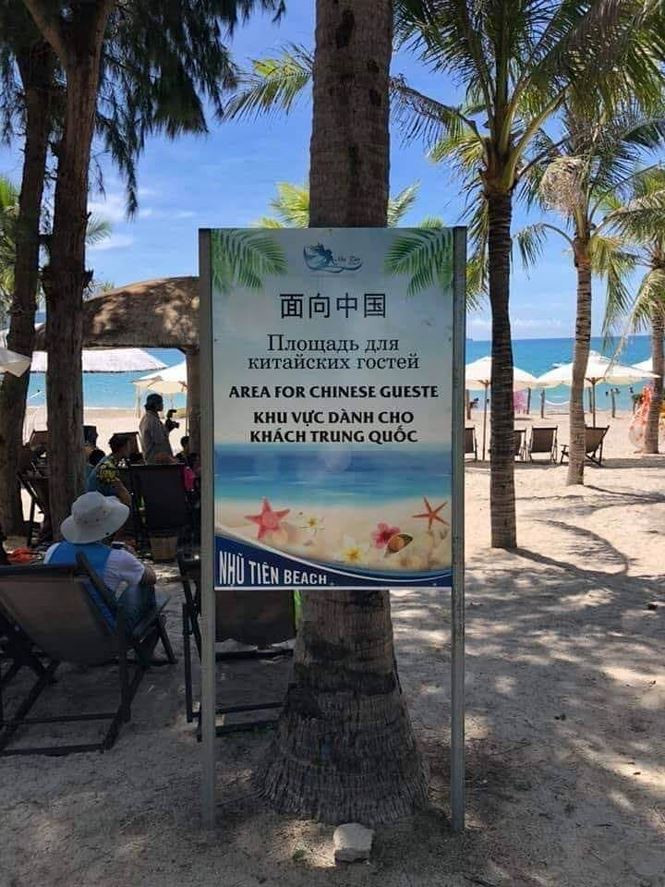 面向中国
Площадь для
китайских гостей
AREA FOR CHINESE GUESTE
KHU VỰC DÀNH CHO
KHÁCH TRUNG QUỐC
NHŨ TIÊN BEACH